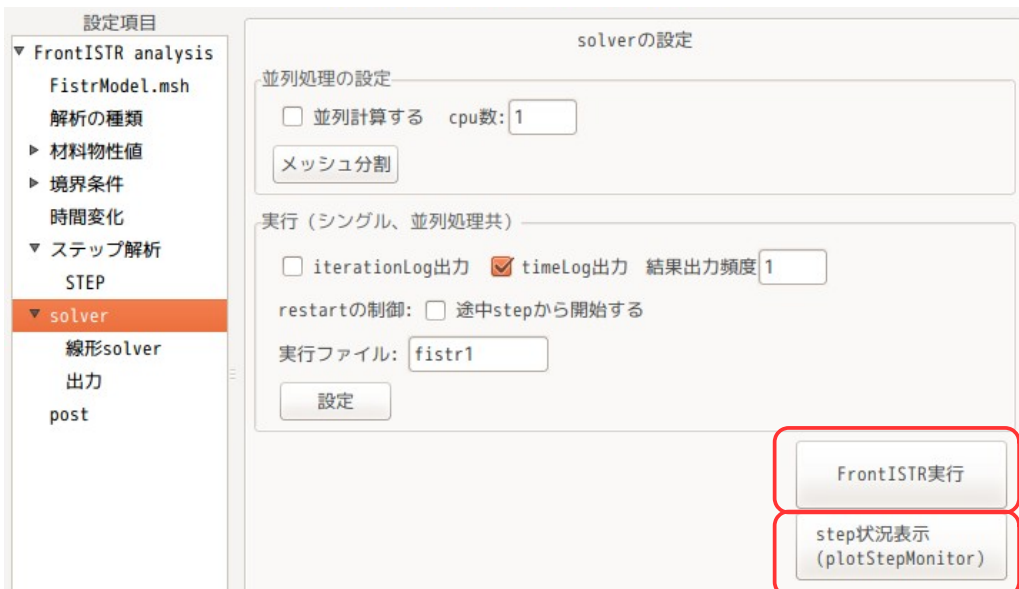 設定項目
FrontISTR analysis
FistrModel.msh
解析の種類
材料物性値
境界条件
時間変化
ステップ解析
STEP
solver
線形solver
出力
post
solverの設定
並列処理の設定
並列計算する cpu数: 1
メッシュ分割
実行 (シングル、並列処理共)
iterationLog出力 timeLog出力 結果出力頻度 1
restartの制御: 途中stepから開始する
実行ファイル: fistr1
設定
FrontISTR実行
step状況表示
(plotStepMonitor)